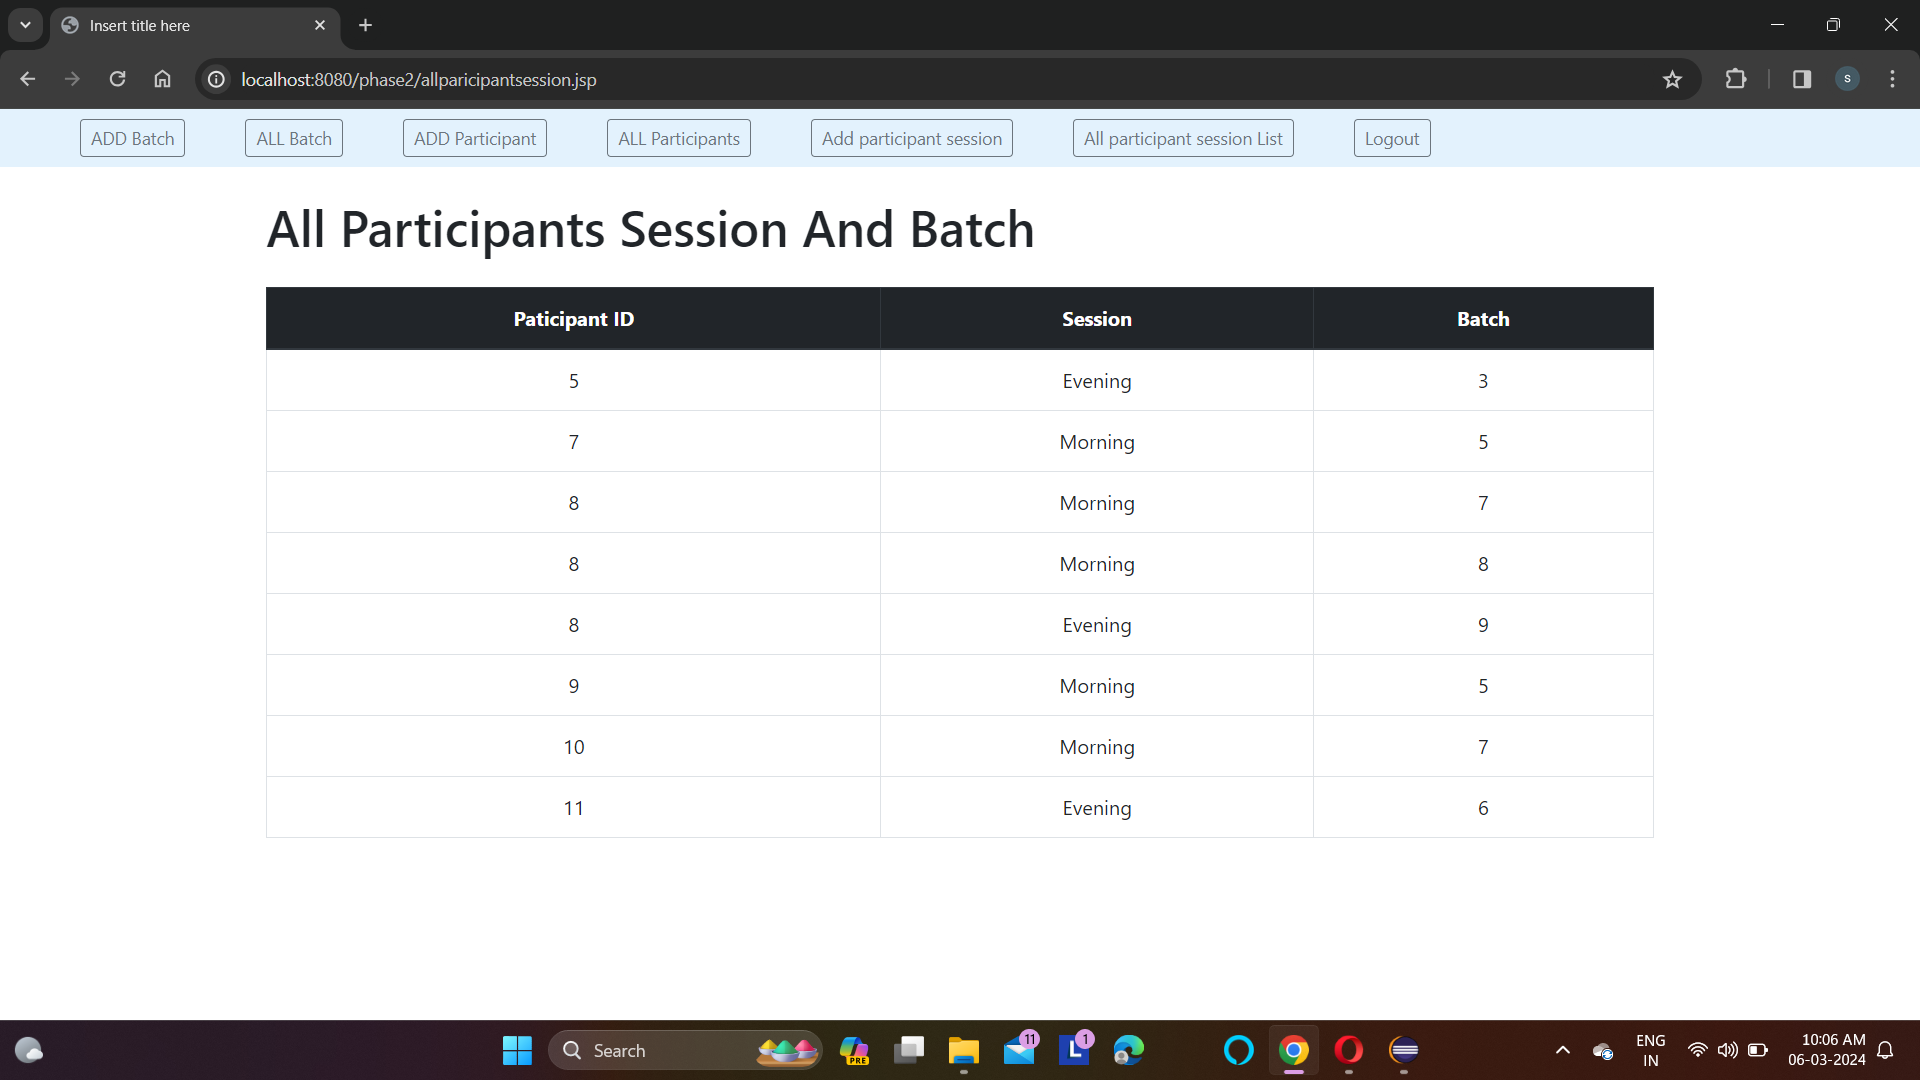 Insert title here
localhost:8080/phase2/allparicipantsession.jsp
S
ADD Batch ALL Batch ADD Participant ALL Participants Add participant session All participant session List Logout
All Participants Session And Batch
Paticipant ID Session Batch
5 Evening 3
7 Morning 5
8 Morning 7
8 Morning 8
8 Evening 9
9 Morning 5
10 Morning 7
11 Evening 6
Search PRE 11 L 1 ENG 10:06 AM
IN 06-03-2024